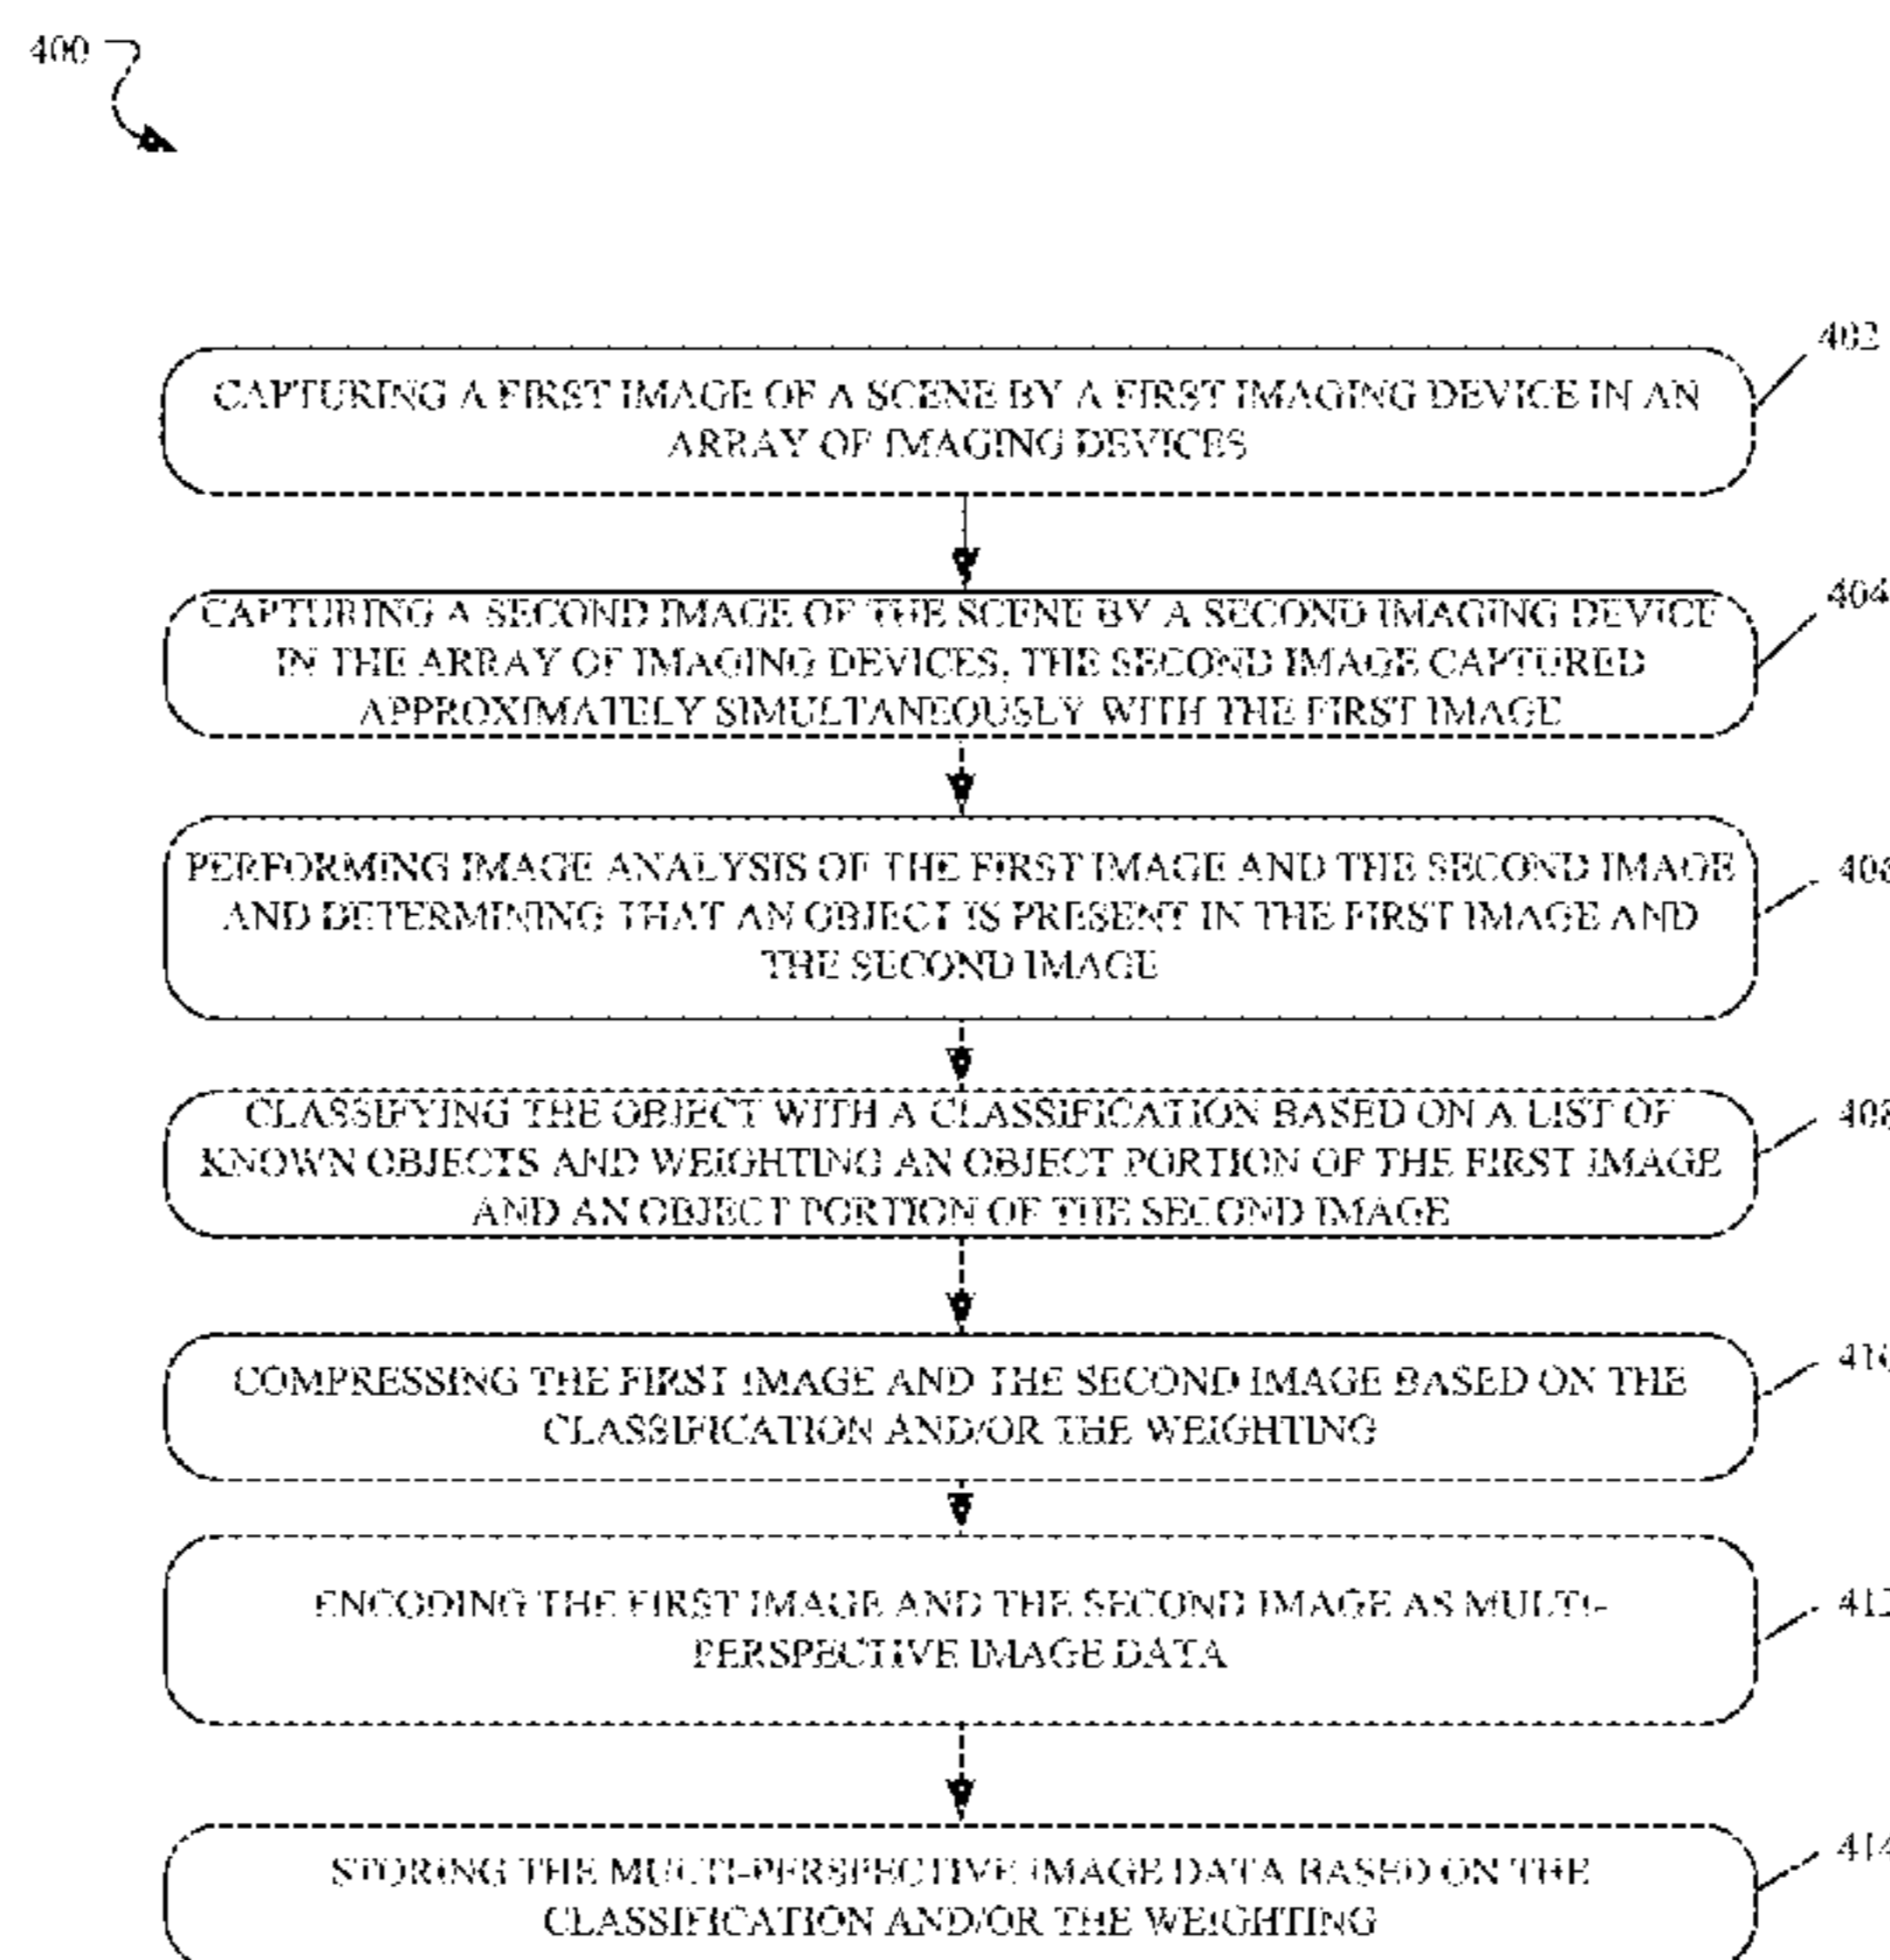 400
402
CAPTURING A FIRST IMAGE OF A SCENE BY A FIRST IMAGING DEVICE IN AN
ARRAY OF IMAGING DEVICES
404
CAPTURING A SECOND IMAGE OF THE SCENE BY A SECOND IMAGING DEVICE
IN THE ARRAY OF IMAGING DEVICES, THE SECOND IMAGE CAPTURED
APPROXIMATELY SIMULTANEOUSLY WITH THE FIRST IMAGE
406
PERFORMING IMAGE ANALYSIS OF THE FIRST IMAGE AND THE SECOND IMAGE
AND DETERMINING THAT AN OBJECT IS PRESENT IN THE FIRST IMAGE AND
THE SECOND IMAGE
408
CLASSIFYING THE OBJECT WITH A CLASSIFICATION BASED ON A LIST OF
KNOWN OBJECTS AND WEIGHTING AN OBJECT PORTION OF THE FIRST IMAGE
AND AN OBJECT PORTION OF THE SECOND IMAGE
410
COMPRESSING THE FIRST IMAGE AND THE SECOND IMAGE BASED ON THE
CLASSIFICATION AND/OR THE WEIGHTING
412
ENCODING THE FIRST IMAGE AND THE SECOND IMAGE AS MULTI-
PERSPECTIVE IMAGE DATA
414
STORING THE MULTI-PERSPECTIVE IMAGE DATA BASED ON THE
CLASSIFICATION AND/OR THE WEIGHTING